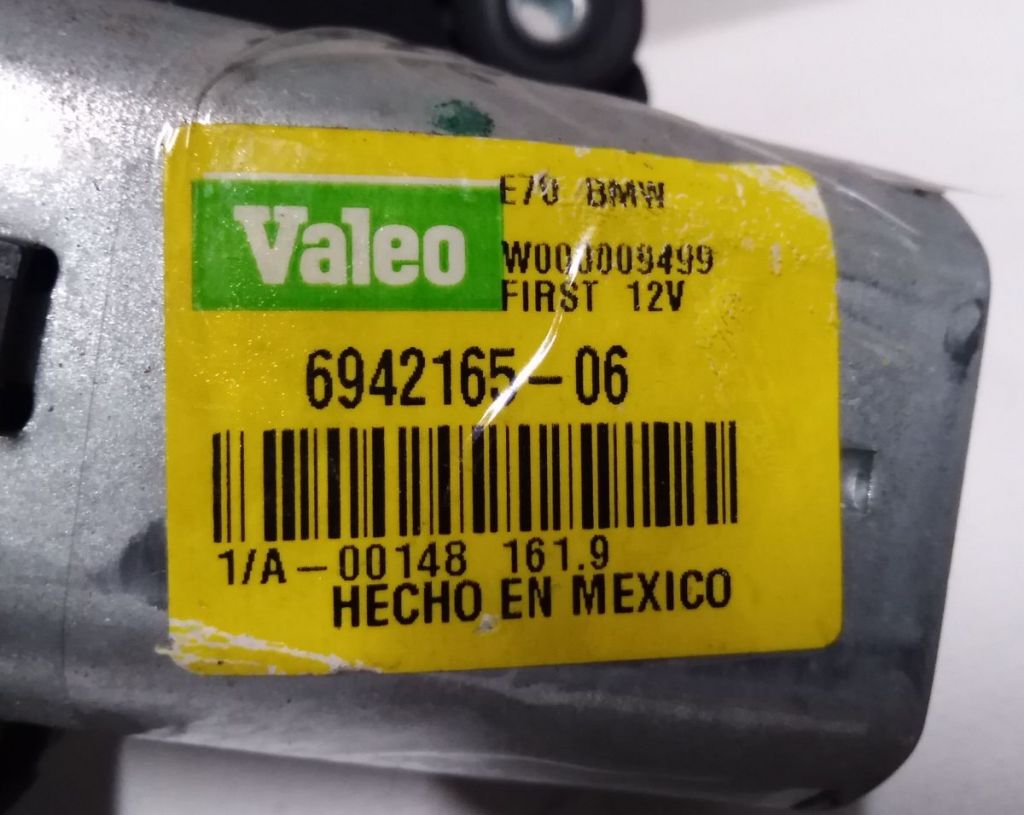 Valeo
E70 BMW
W000009499
FIRST 12V
6942165-06
1/A-00148 161.9
HECHO EN MEXICO